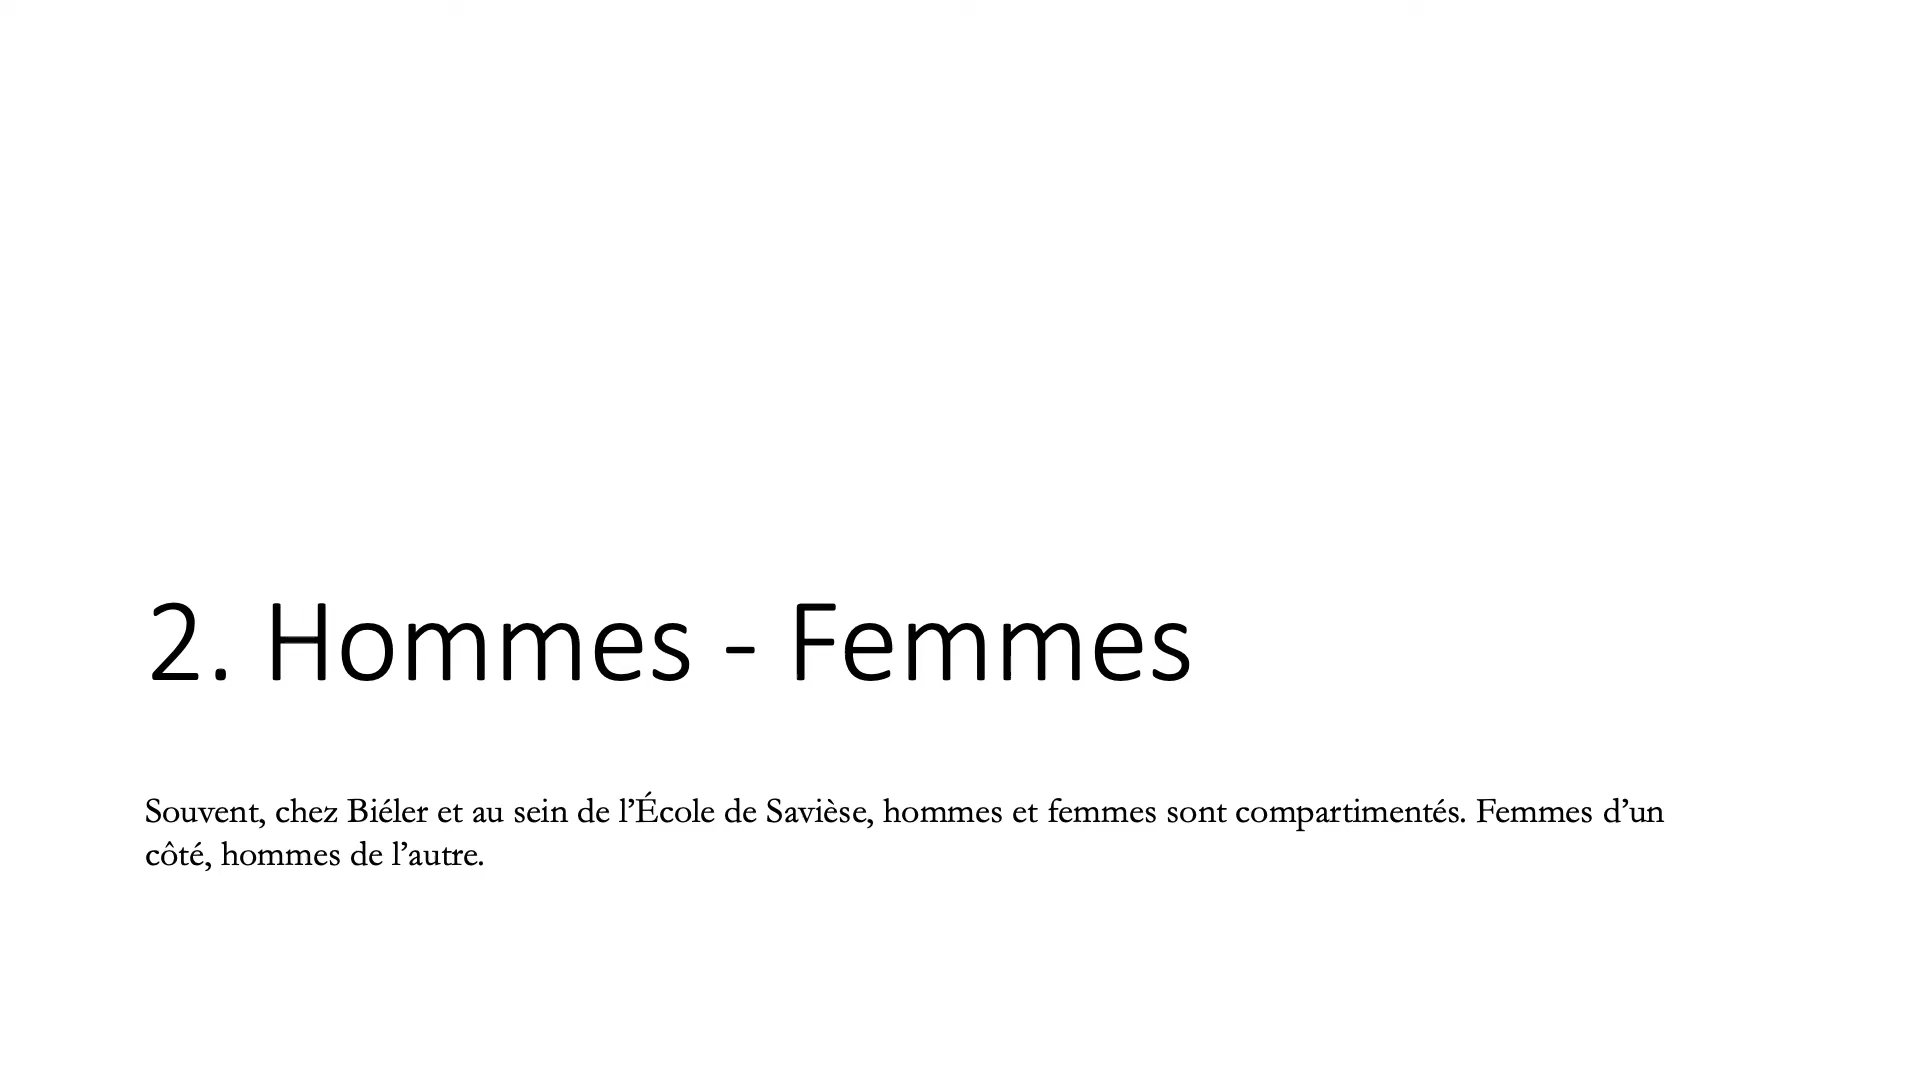 2. Hommes - Femmes
Souvent, chez Biéler et au sein de l’École de Savièse, hommes et femmes sont compartimentés. Femmes d’un
côté, hommes de l’autre.